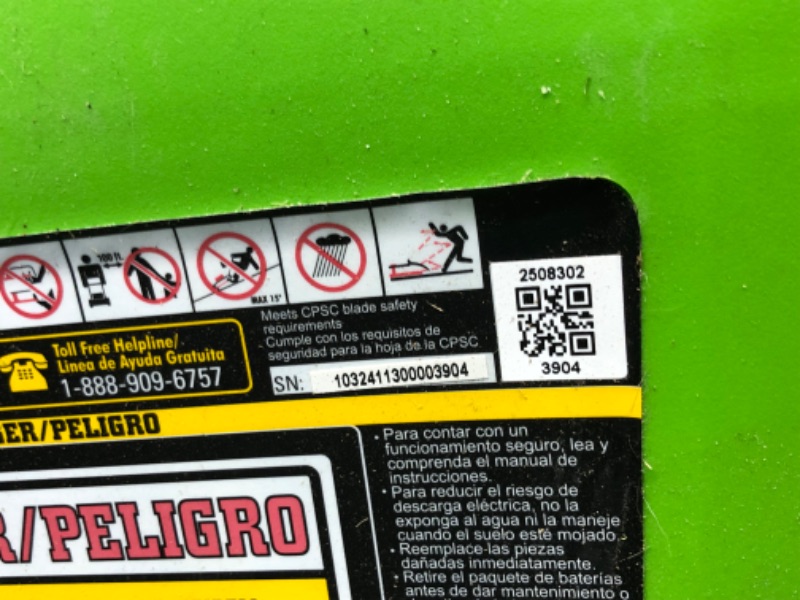 100 ft.
MAX 15°
2508302
3904
Meets CPSC blade safety
requirements
Cumple con los requisitos de
seguridad para la hoja de la CPSC
Toll Free Helpline/
Linea de Ayuda Gratuita
1-888-909-6757
SN: 1032411300003904
ER/PELIGRO
/PELIGRO
• Para contar con un
funcionamiento seguro, lea y
comprenda el manual de
instrucciones.
• Para reducir el riesgo de
descarga eléctrica, no la
exponga al agua ni la maneje
cuando el suelo esté mojado.
• Reemplace las piezas
dañadas inmediatamente.
• Retire el paquete de baterías
antes de dar mantenimiento o